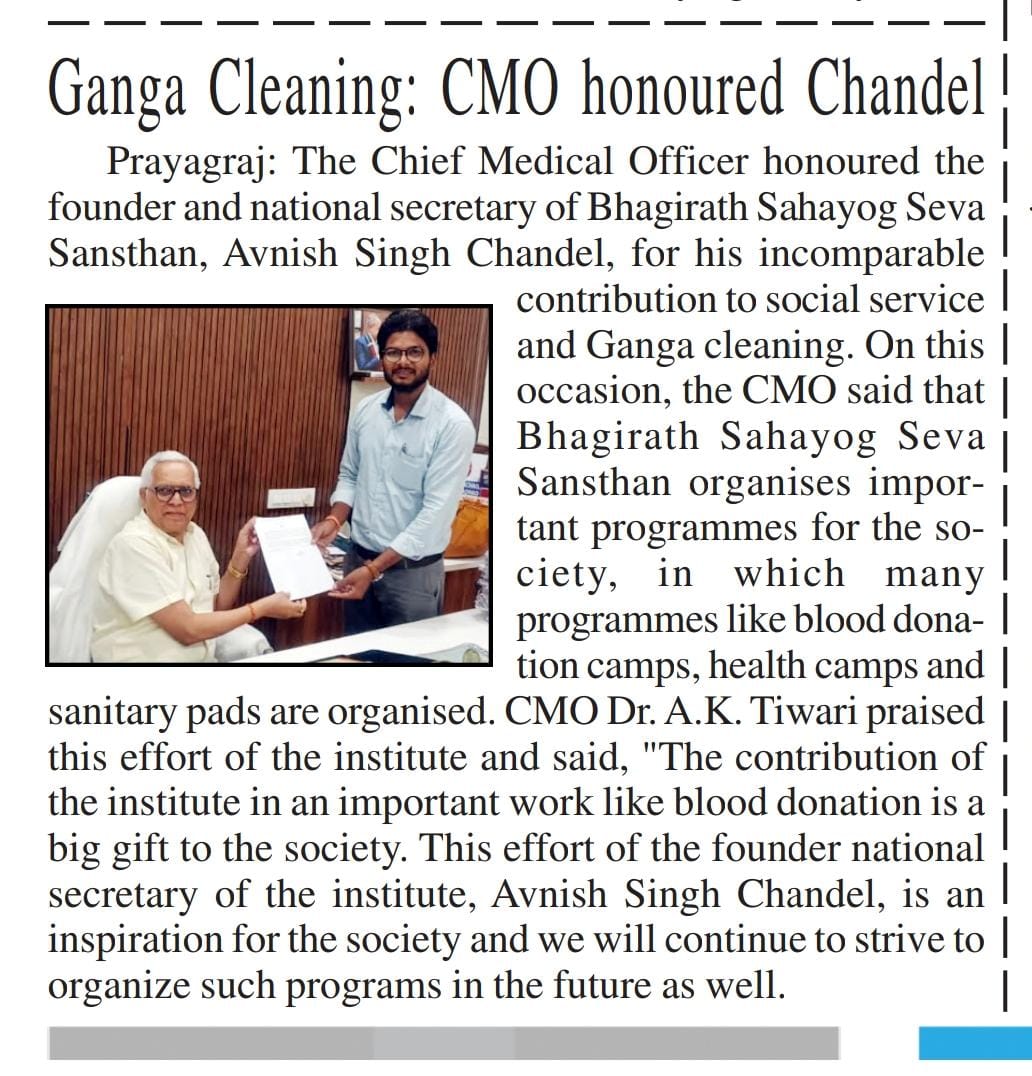 Ganga Cleaning: CMO honoured Chandel
Prayagraj: The Chief Medical Officer honoured the
founder and national secretary of Bhagirath Sahayog Seva
Sansthan, Avnish Singh Chandel, for his incomparable
contribution to social service
and Ganga cleaning. On this
occasion, the CMO said that
Bhagirath Sahayog Seva
Sansthan organises impor-
tant programmes for the so-
ciety, in which many
programmes like blood dona-
tion camps, health camps and
sanitary pads are organised. CMO Dr. A.K. Tiwari praised
this effort of the institute and said, "The contribution of
the institute in an important work like blood donation is a
big gift to the society. This effort of the founder national
secretary of the institute, Avnish Singh Chandel, is an
inspiration for the society and we will continue to strive to
organize such programs in the future as well.